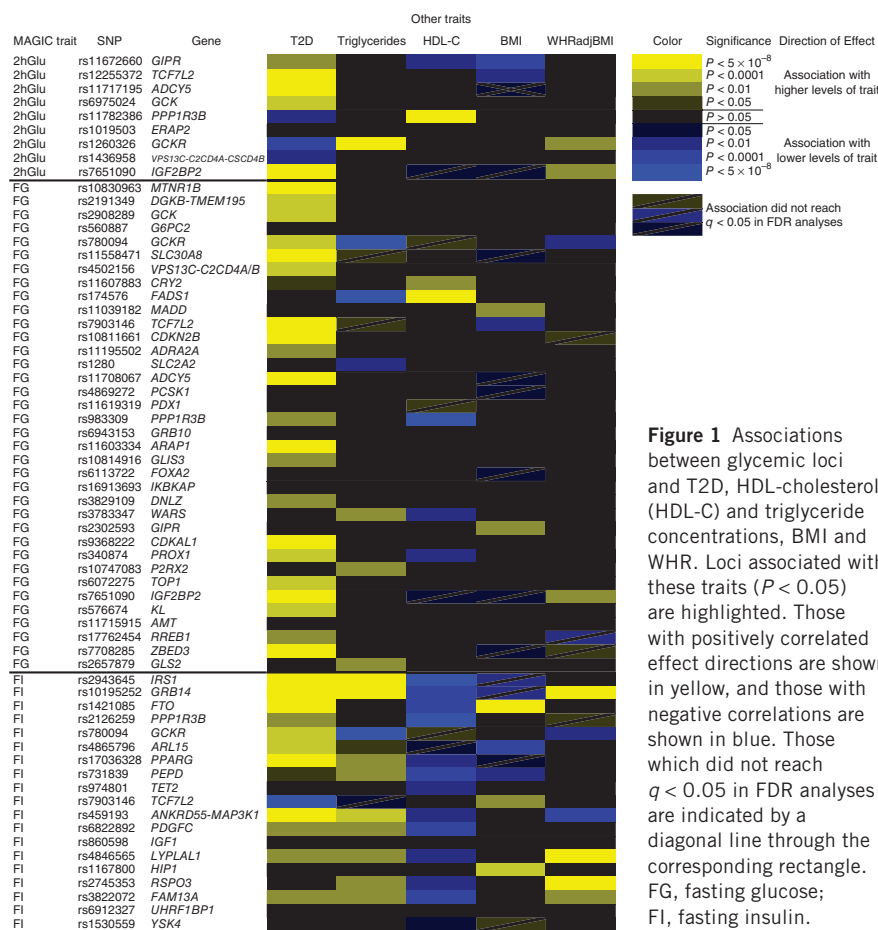 Other traits
MAGIC trait SNP Gene T2D Triglycerides HDL-C BMI WHRadjBMI Color Significance Direction of Effect
2hGlu rs11672660 GIPR
2hGlu rs12255372 TCF7L2
2hGlu rs11717195 ADCY5
2hGlu rs6975024 GCK
2hGlu rs11782386 PPP1R3B
2hGlu rs1019503 ERAP2
2hGlu rs1260326 GCKR
2hGlu rs1436958 VPS13C-C2CD4A-CSCD4B
2hGlu rs7651090 IGF2BP2
FG rs10830963 MTNR1B
FG rs2191349 DGKB-TMEM195
FG rs2908289 GCK
FG rs560887 G6PC2
FG rs780094 GCKR
FG rs11558471 SLC30A8
FG rs4502156 VPS13C-C2CD4A/B
FG rs11607883 CRY2
FG rs174576 FADS1
FG rs11039182 MADD
FG rs7903146 TCF7L2
FG rs10811661 CDKN2B
FG rs11195502 ADRA2A
FG rs1280 SLC2A2
FG rs11708067 ADCY5
FG rs4869272 PCSK1
FG rs11619319 PDX1
FG rs983309 PPP1R3B
FG rs6943153 GRB10
FG rs11603334 ARAP1
FG rs10814916 GLIS3
FG rs6113722 FOXA2
FG rs16913693 IKBKAP
FG rs3829109 DNLZ
FG rs3783347 WARS
FG rs2302593 GIPR
FG rs9368222 CDKAL1
FG rs340874 PROX1
FG rs10747083 P2RX2
FG rs6072275 TOP1
FG rs7651090 IGF2BP2
FG rs576674 KL
FG rs11715915 AMT
FG rs17762454 RREB1
FG rs7708285 ZBED3
FG rs2657879 GLS2
FI rs2943645 IRS1
FI rs10195252 GRB14
FI rs1421085 FTO
FI rs2126259 PPP1R3B
FI rs780094 GCKR
FI rs4865796 ARL15
FI rs17036328 PPARG
FI rs731839 PEPD
FI rs974801 TET2
FI rs7903146 TCF7L2
FI rs459193 ANKRD55-MAP3K1
FI rs6822892 PDGFC
FI rs860598 IGF1
FI rs4846565 LYPLAL1
FI rs1167800 HIP1
FI rs2745353 RSPO3
FI rs3822072 FAM13A
FI rs6912327 UHRF1BP1
FI rs1530559 YSK4
P < 5 × 10⁻⁸
P < 0.0001
P < 0.01
P < 0.05
P > 0.05
P < 0.05
P < 0.01
P < 0.0001
P < 5 × 10⁻⁸
Association with
higher levels of trait
Association with
lower levels of trait
Association did not reach
q < 0.05 in FDR analyses
Figure 1 Associations
between glycemic loci
and T2D, HDL-cholesterol
(HDL-C) and triglyceride
concentrations, BMI and
WHR. Loci associated with
these traits (P < 0.05)
are highlighted. Those
with positively correlated
effect directions are shown
in yellow, and those with
negative correlations are
shown in blue. Those
which did not reach
q < 0.05 in FDR analyses
are indicated by a
diagonal line through the
corresponding rectangle.
FG, fasting glucose;
FI, fasting insulin.